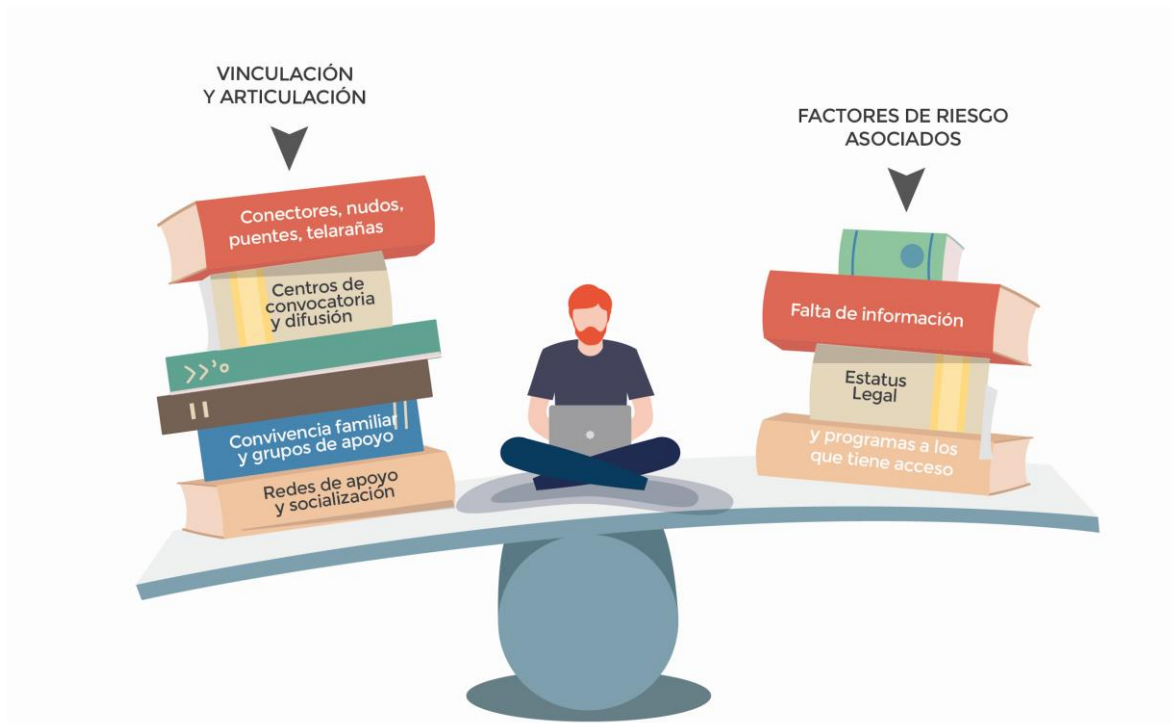 VINCULACIÓN
Y ARTICULACIÓN
Conectores, nudos,
puentes, telarañas
Centros de
convocatoria
y difusión
Convivencia familiar
y grupos de apoyo
Redes de apoyo
y socialización
FACTORES DE RIESGO
ASOCIADOS
Falta de información
Estatus
Legal
y programas a los
que tiene acceso